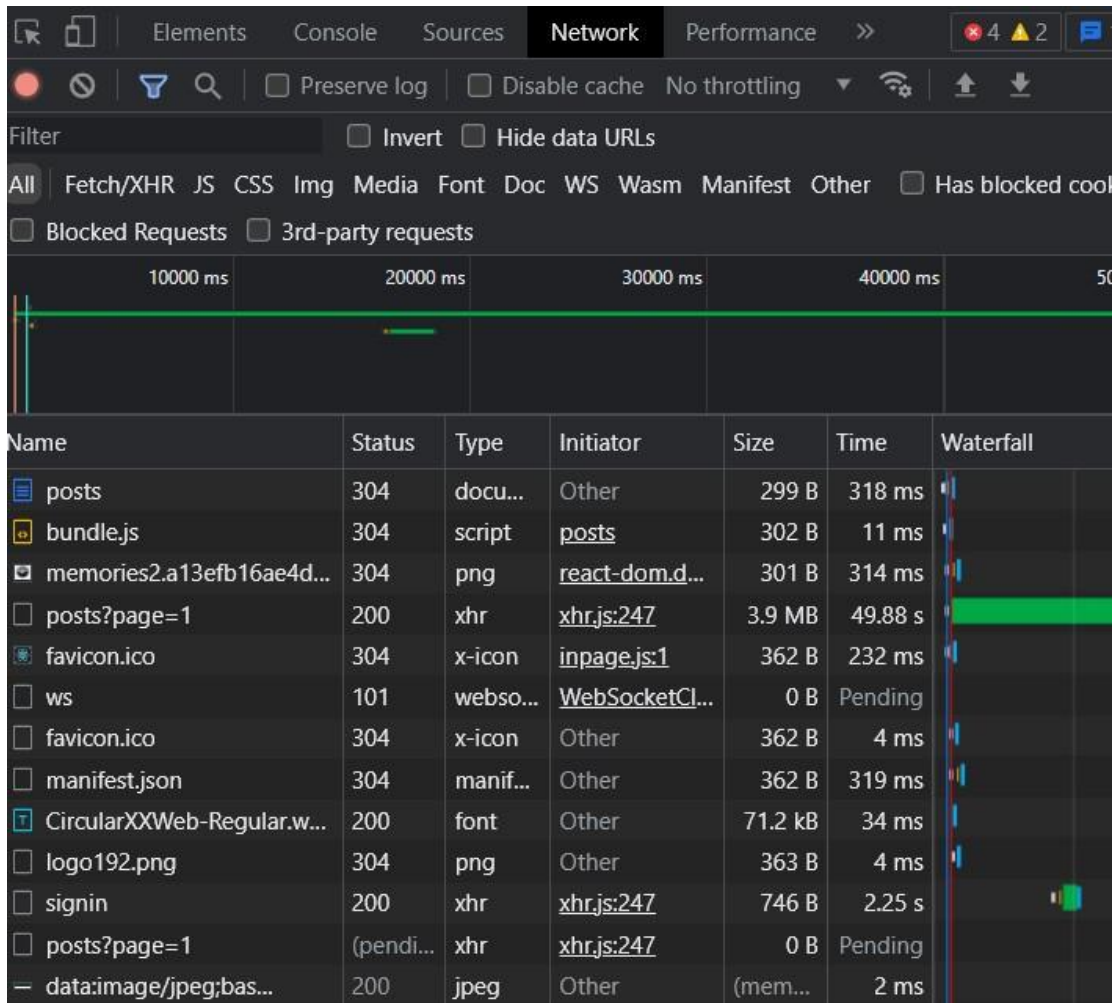 Elements Console Sources Network Performance >> 4 2
Preserve log Disable cache No throttling
Filter Invert Hide data URLs
All Fetch/XHR JS CSS Img Media Font Doc WS Wasm Manifest Other Has blocked cook
Blocked Requests 3rd-party requests
10000 ms 20000 ms 30000 ms 40000 ms 50
Name Status Type Initiator Size Time Waterfall
posts 304 docu... Other 299 B 318 ms
bundle.js 304 script posts 302 B 11 ms
memories2.a13efb16ae4d... 304 png react-dom.d... 301 B 314 ms
posts?page=1 200 xhr xhr.js:247 3.9 MB 49.88 s
favicon.ico 304 x-icon inpage.js:1 362 B 232 ms
ws 101 webso... WebSocketCl... 0 B Pending
favicon.ico 304 x-icon Other 362 B 4 ms
manifest.json 304 manif... Other 362 B 319 ms
CircularXXWeb-Regular.w... 200 font Other 71.2 kB 34 ms
logo192.png 304 png Other 363 B 4 ms
signin 200 xhr xhr.js:247 746 B 2.25 s
posts?page=1 (pendi... xhr xhr.js:247 0 B Pending
data:image/jpeg;bas... 200 jpeg Other (mem... 2 ms